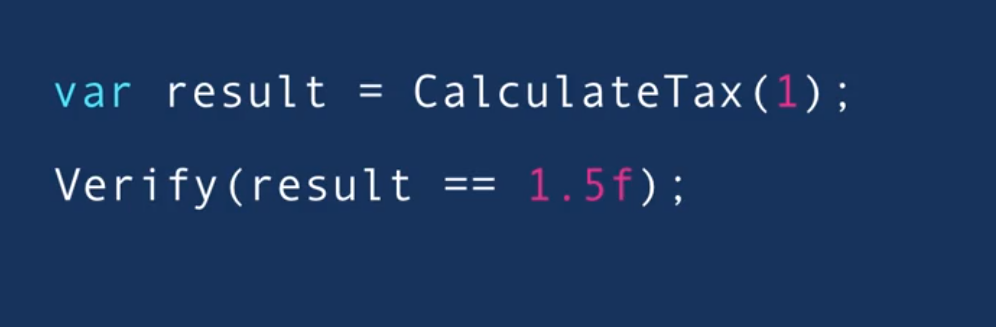 var result = CalculateTax(1);
Verify(result == 1.5f);